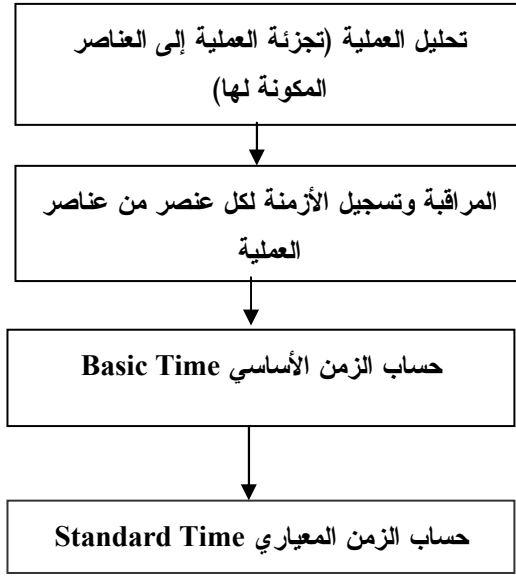 تحليل العملية (تجزئة العملية إلى العناصر
المكونة لها)
المراقبة وتسجيل الأزمنة لكل عنصر من عناصر
العملية
حساب الزمن الأساسي Basic Time
حساب الزمن المعياري Standard Time